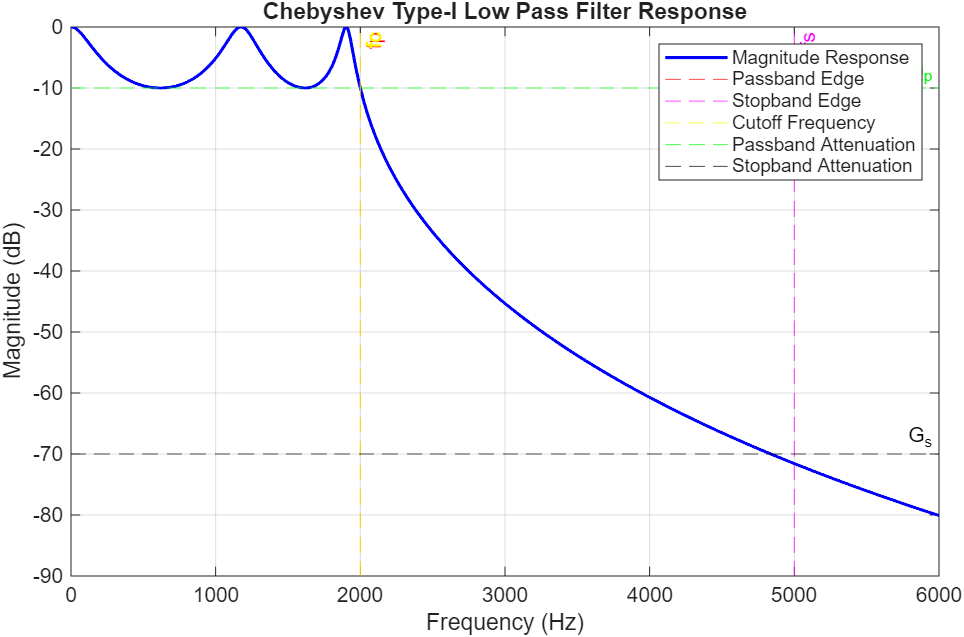 Chebyshev Type-I Low Pass Filter Response
Magnitude (dB)
0
-10
-20
-30
-40
-50
-60
-70
-80
-90
Magnitude Response
Passband Edge
Stopband Edge
Cutoff Frequency
Passband Attenuation
Stopband Attenuation
p
s
Gs
0 1000 2000 3000 4000 5000 6000
Frequency (Hz)